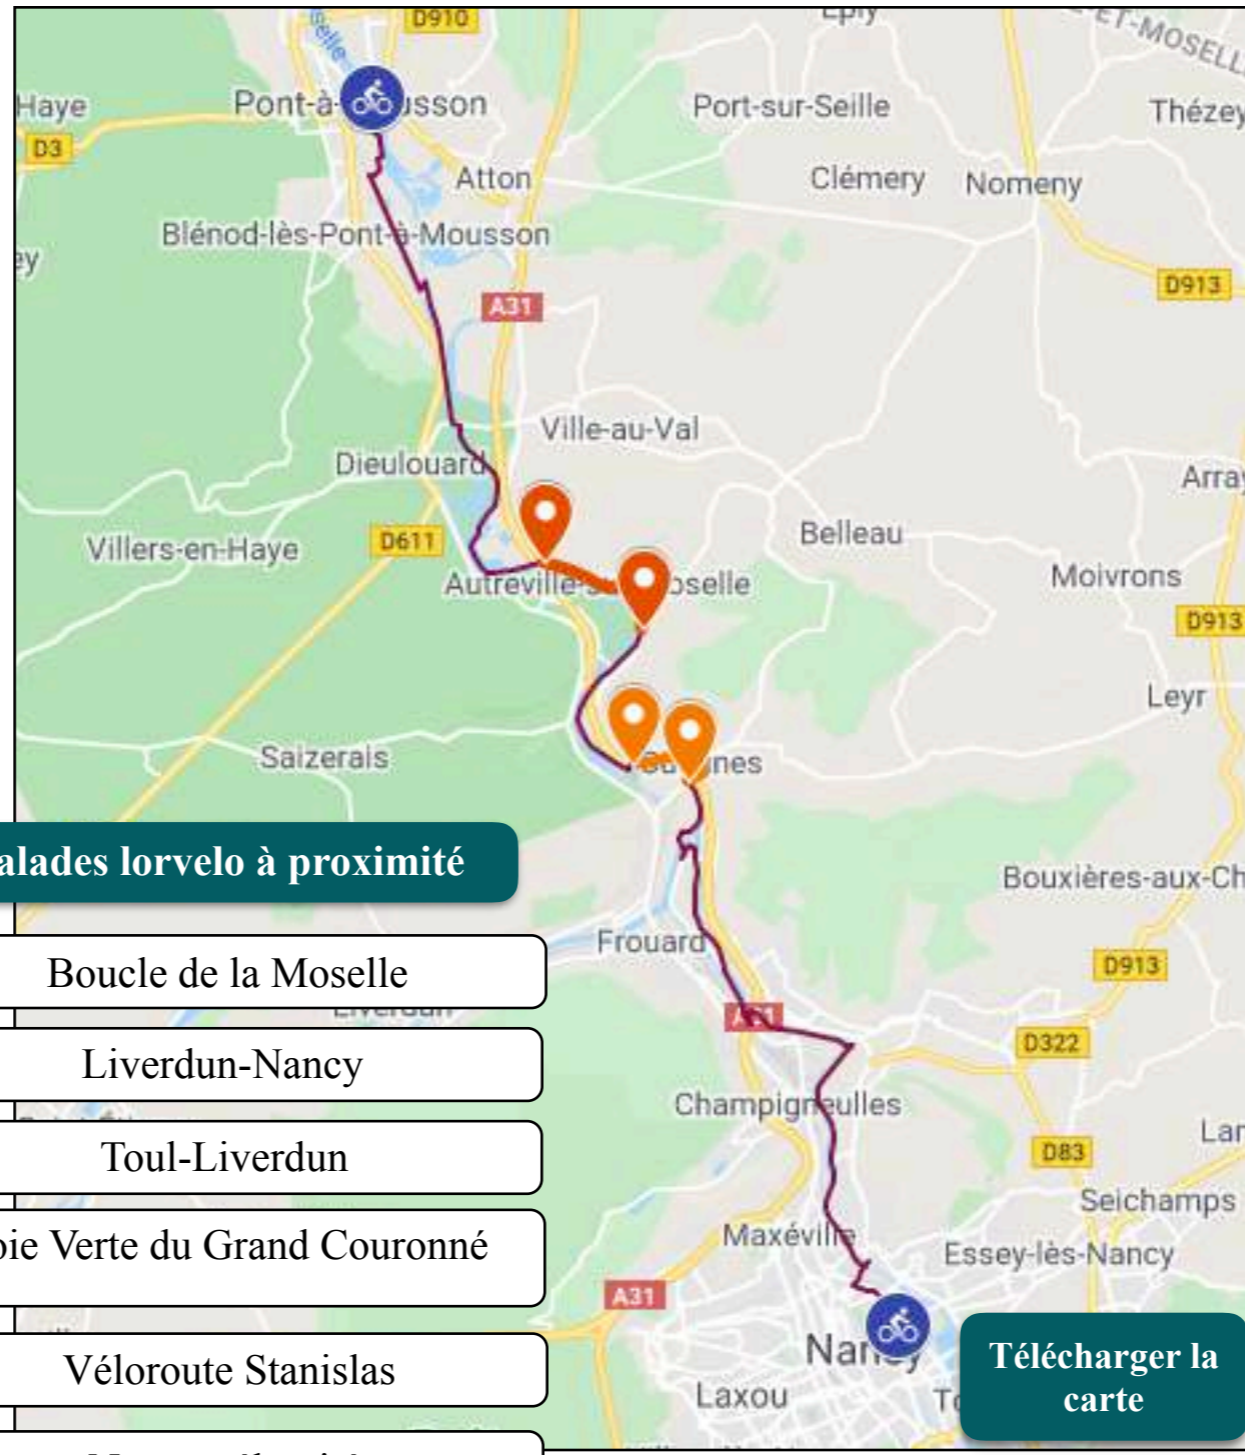 D910
Haye
Pont-à-
usson
Port-sur-Seille
Thézey
D3
Atton
Clémery
Nomeny
Blénod-lès-Pont-à-Mousson
D913
A31
Ville-au-Val
Dieulouard
Array
Villers-en-Haye
D611
Belleau
Moivrons
Autreville-s
oselle
D913
Leyr
Saizerais
nes
alades lorvelo à proximité
Bouxières-aux-Ch
Frouard
D913
Boucle de la Moselle
Liverdun-Nancy
D322
Champigneulles
Toul-Liverdun
D83
Lar
Seichamps
oie Verte du Grand Couronné
Maxéville
Essey-lès-Nancy
A31
Véloroute Stanislas
Nancy
Télécharger la
carte
Laxou